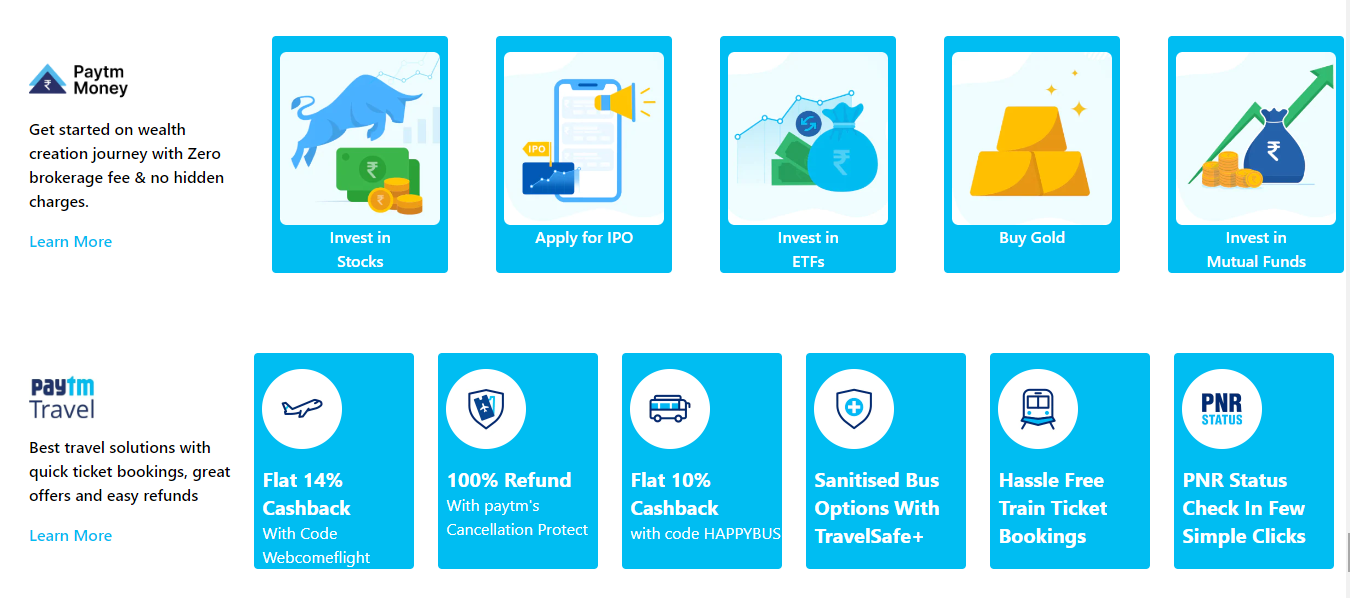 Paytm
Money
Get started on wealth
creation journey with Zero
brokerage fee & no hidden
charges.
Learn More
₹
Invest in
Stocks
IPO
Apply for IPO
₹
Invest in
ETFs
Buy Gold
₹
Invest in
Mutual Funds
paytm
Travel
Best travel solutions with
quick ticket bookings, great
offers and easy refunds
Learn More
Flat 14%
Cashback
With Code
Webcomeflight
100% Refund
With paytm's
Cancellation Protect
Flat 10%
Cashback
with code HAPPYBUS
Sanitised Bus
Options With
TravelSafe+
Hassle Free
Train Ticket
Bookings
PNR
STATUS
PNR Status
Check In Few
Simple Clicks